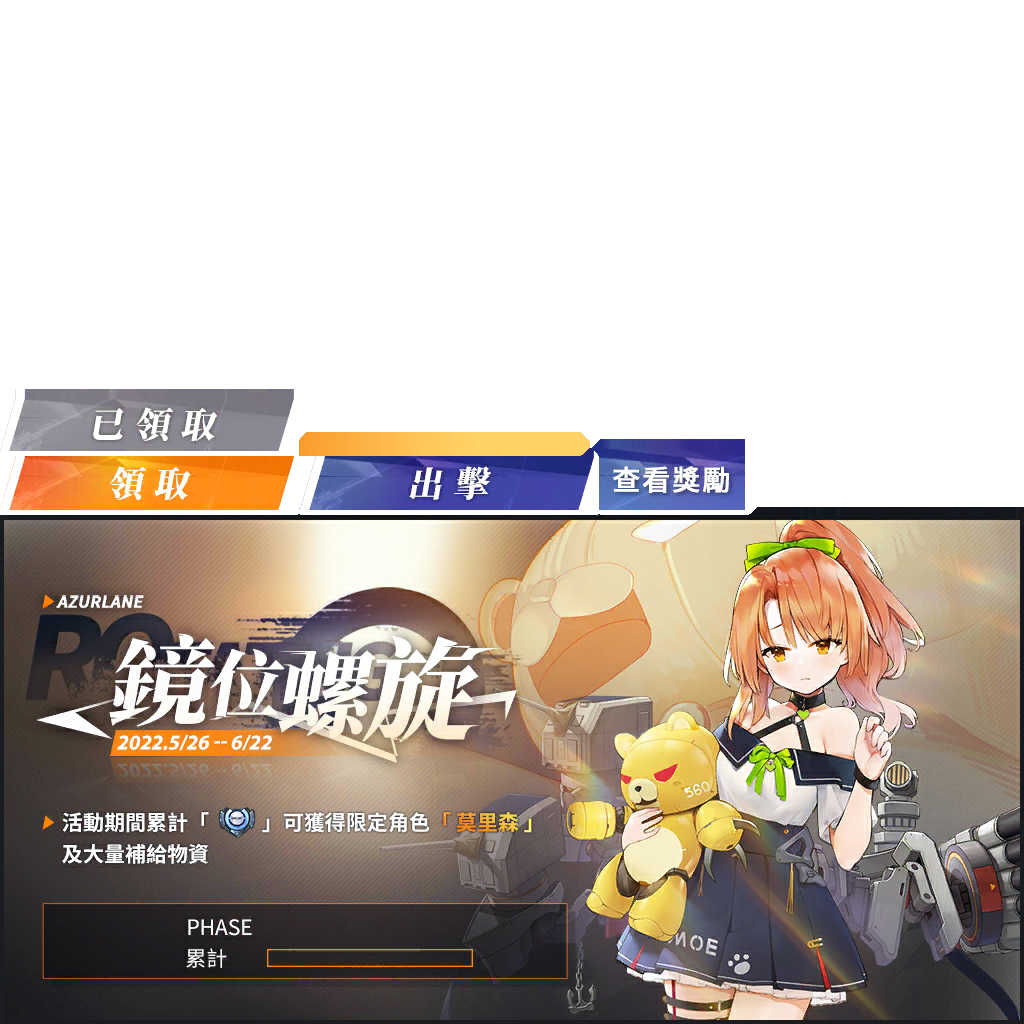 已領取
領取
出擊
查看獎勵
AZURLANE
鏡位螺旋
2022.5/26 -- 6/22
活動期間累計「 」可獲得限定角色「莫里森」
及大量補給物資
PHASE
累計
560
MOE